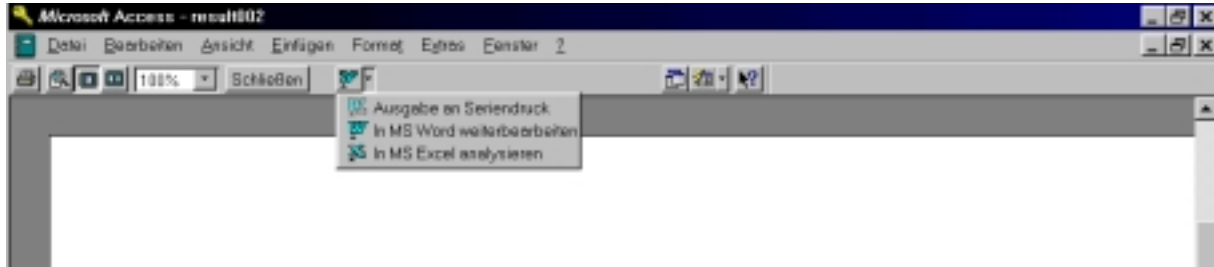 Microsoft Access - result002
Datei Bearbeiten Ansicht Einfügen Format Extras Fenster ?
100% Schließen
Ausgabe an Seriendruck
In MS Word weiterbearbeiten
In MS Excel analysieren